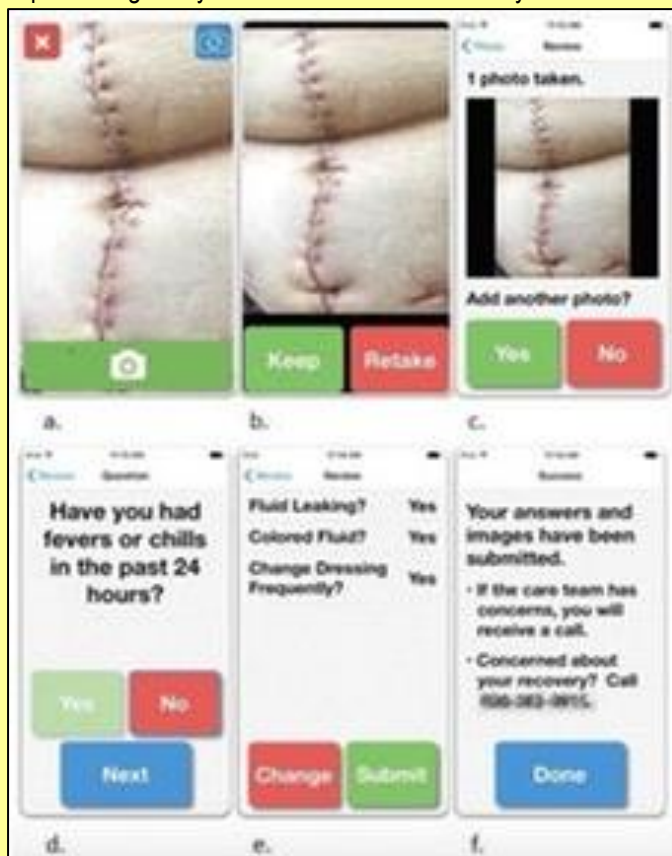 1 photo taken.
Add another photo?
Keep
Retake
Yes
No
a.
b.
c.
Question
Review
Success
Have you had
fevers or chills
in the past 24
hours?
Yes
No
Next
Fluid Leaking? Yes
Colored Fluid? Yes
Change Dressing
Frequently? Yes
Change
Submit
Your answers and
images have been
submitted.
• If the care team has
concerns, you will
receive a call.
• Concerned about
your recovery? Call
Done
d.
e.
f.